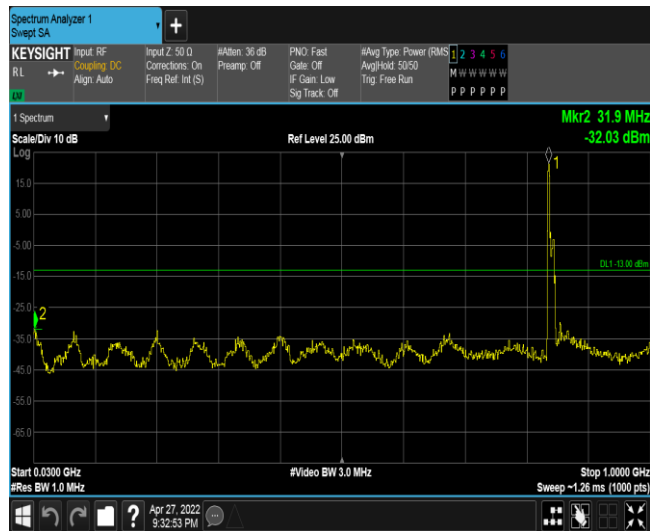 Spectrum Analyzer 1
Swept SA
+
KEYSIGHT
RL
LXI
Input: RF
Coupling: DC
Align: Auto
Input Z: 50 Ω
Corrections: On
Freq Ref: Int (S)
#Atten: 36 dB
Preamp: Off
PNO: Fast
Gate: Off
IF Gain: Low
Sig Track: Off
#Avg Type: Power (RMS
Avg|Hold: 50/50
Trig: Free Run
1 2 3 4 5 6
M W W W W W
P P P P P P
1 Spectrum
Mkr2 31.9 MHz
Scale/Div 10 dB
Ref Level 25.00 dBm
-32.03 dBm
Log
1
15.0
5.00
-5.00
DL1 -13.00 dBm
-15.0
-25.0
2
-35.0
-45.0
-55.0
-65.0
Start 0.0300 GHz
#Video BW 3.0 MHz
Stop 1.0000 GHz
#Res BW 1.0 MHz
Sweep ~1.26 ms (1000 pts)
?
Apr 27, 2022
9:32:53 PM